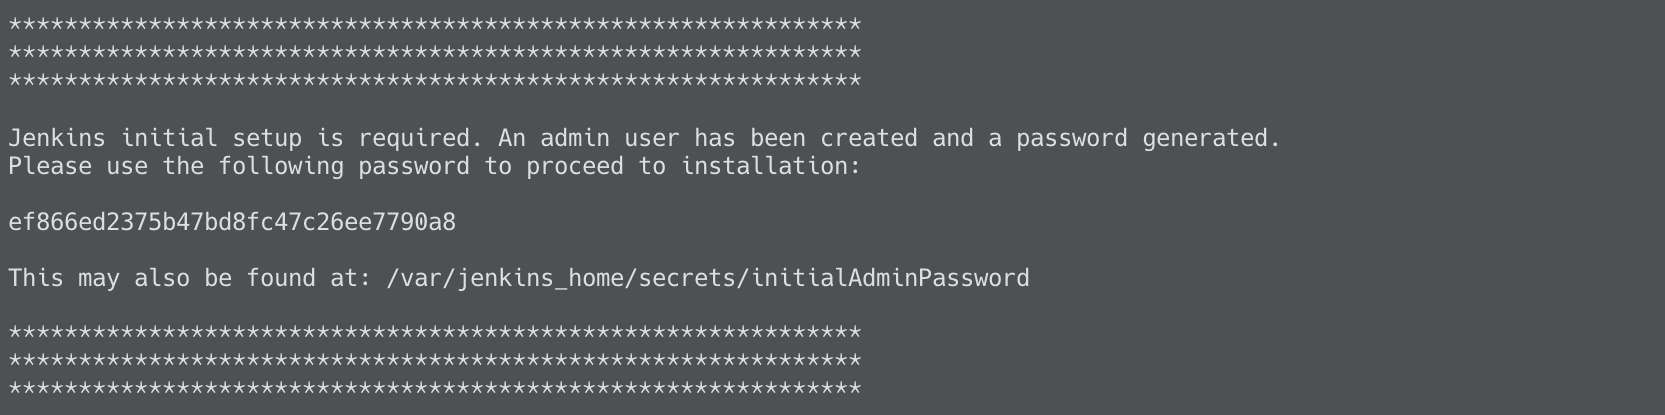 *************************************************************
*************************************************************
*************************************************************
Jenkins initial setup is required. An admin user has been created and a password generated.
Please use the following password to proceed to installation:
ef866ed2375b47bd8fc47c26ee7790a8
This may also be found at: /var/jenkins_home/secrets/initialAdminPassword
*************************************************************
*************************************************************
*************************************************************